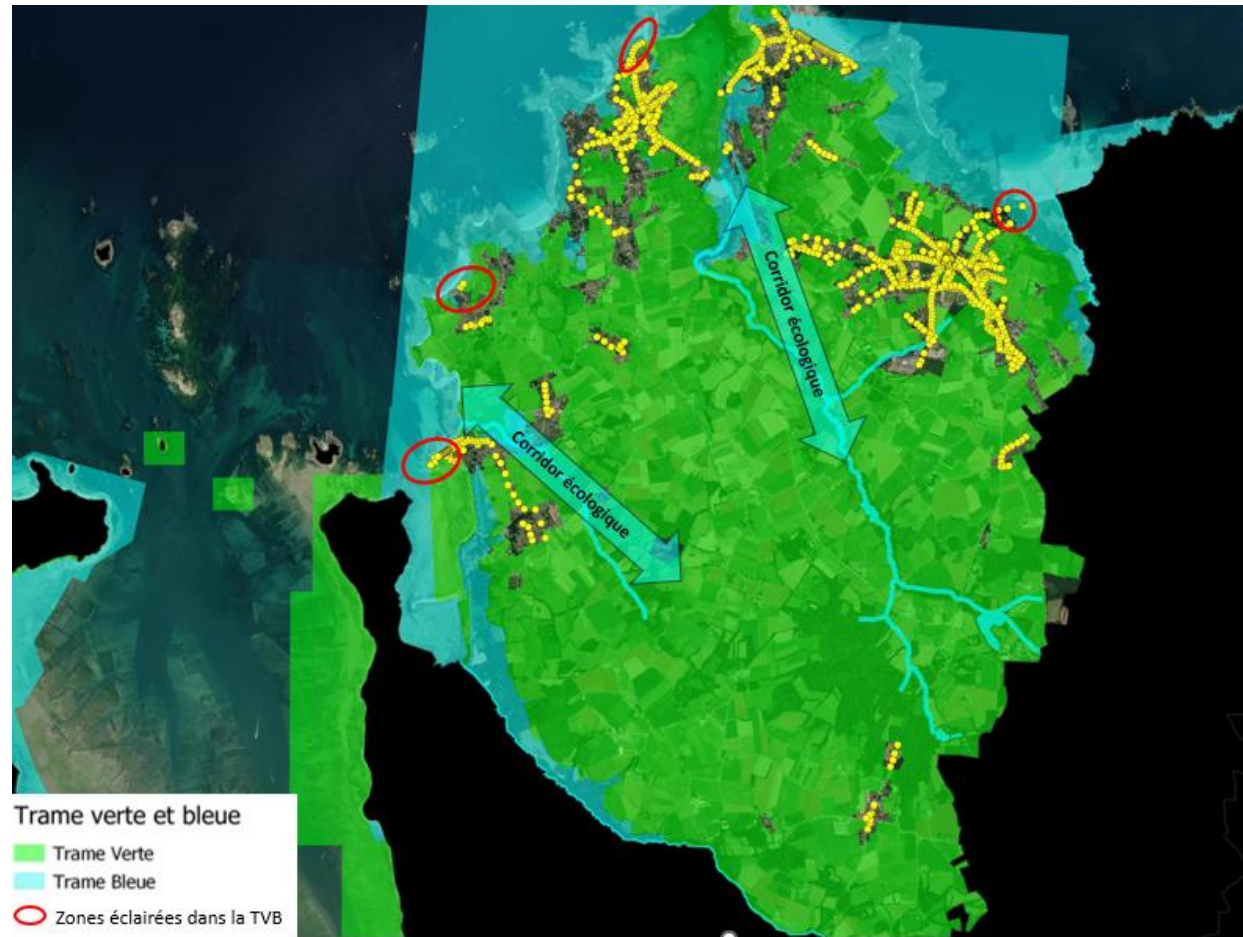 Corridor écologique
Corridor écologique
Trame verte et bleue
Trame Verte
Trame Bleue
Zones éclairées dans la TVB